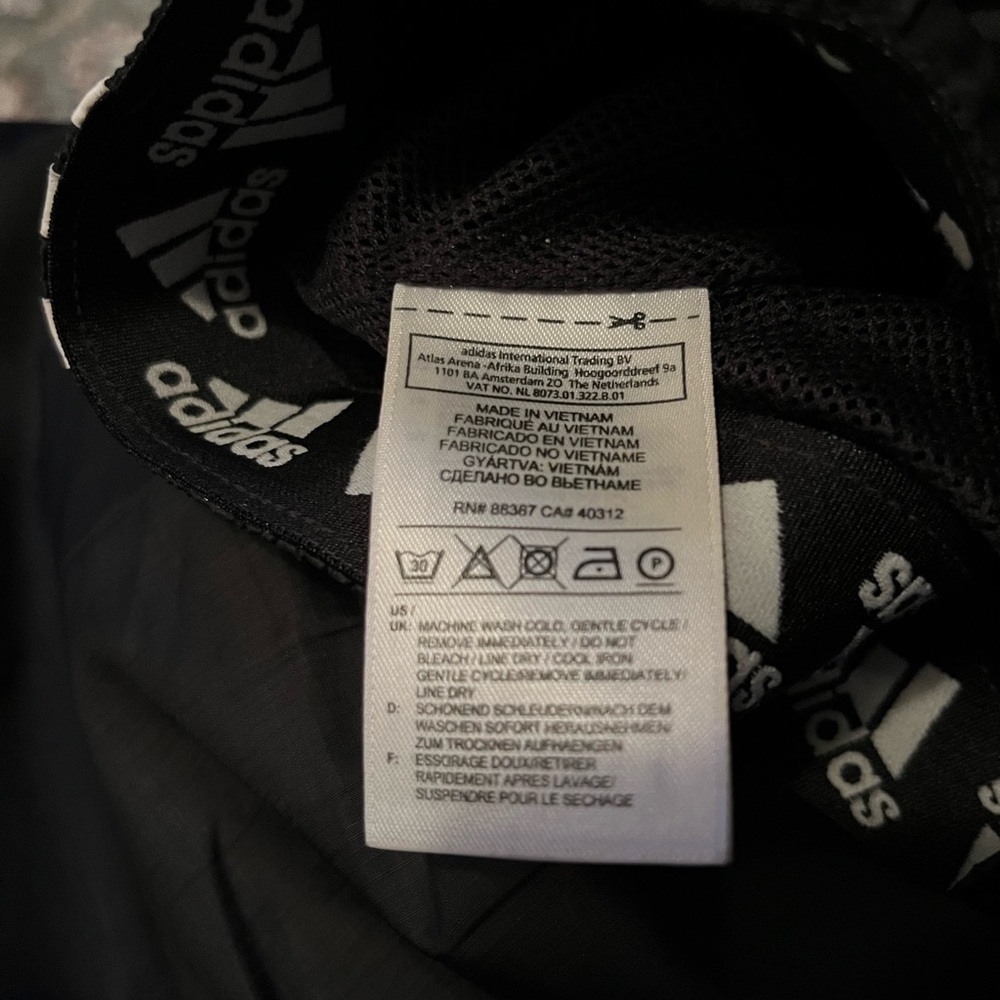 adidas
adidas
adidas
adidas
adidas International Trading BV
Atlas Arena -Afrika Building Hoogoorddreef 9a
1101 BA Amsterdam ZO The Netherlands
VAT NO. NL 8073.01.322.B.01
MADE IN VIETNAM
FABRIQUÉ AU VIETNAM
FABRICADO EN VIETNAM
FABRICADO NO VIETNAME
GYÁRTVA: VIETNÁM
СДЕЛАНО ВО ВЬЕТНАМЕ
RN# 88387 CA# 40312
30
P
US /
UK: MACHINE WASH COLD, GENTLE CYCLE /
REMOVE IMMEDIATELY / DO NOT
BLEACH / LINE DRY / COOL IRON
GENTLE CYCLE/REMOVE IMMEDIATELY/
LINE DRY
D: SCHONEND SCHLEUDERN/NACH DEM
WASCHEN SOFORT HERAUSNEHMEN/
ZUM TROCKNEN AUFHAENGEN
F: ESSORAGE DOUX/RETIRER
RAPIDEMENT APRES LAVAGE/
SUSPENDRE POUR LE SECHAGE
adidas